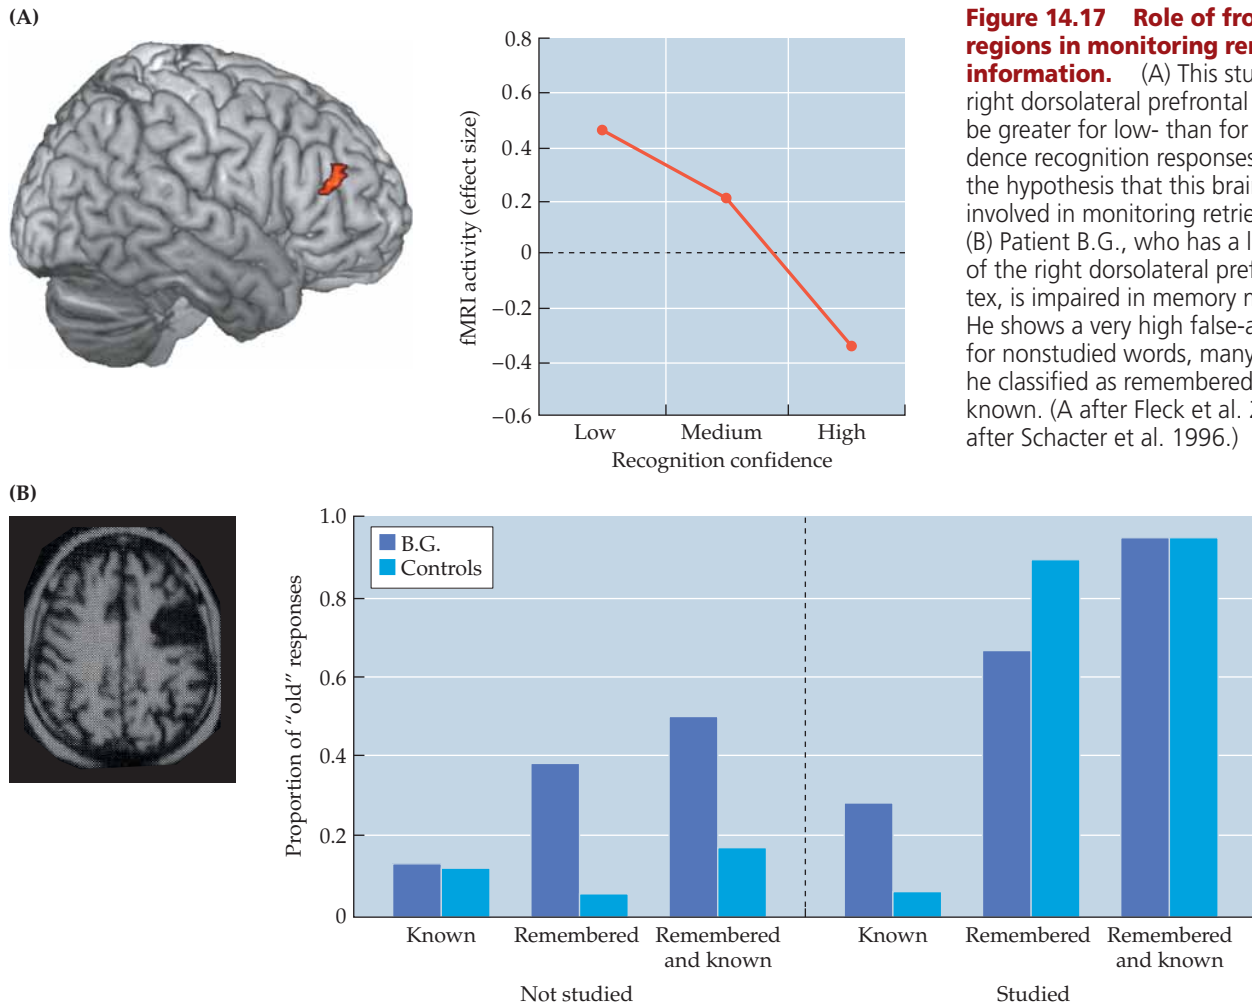 (A)
0.8
0.6
0.4
0.2
0
−0.2
−0.4
−0.6
fMRI activity (effect size)
Low Medium High
Recognition confidence
Figure 14.17 Role of fro
regions in monitoring
information. (A) This
right dorsolateral prefrontal
be greater for low- than for
dence recognition responses
the hypothesis that this brai
involved in monitoring
(B) Patient B.G., who has a
of the right dorsolateral
tex, is impaired in memory
He shows a very high
for nonstudied words, many
he classified as remembered
known. (A after Fleck et al. 2
after Schacter et al. 1996.)
(B)
1.0
0.8
0.6
0.4
0.2
0
Proportion of “old” responses
B.G.
Controls
Known Remembered Remembered Known Remembered Remembered
and known and known
Not studied Studied